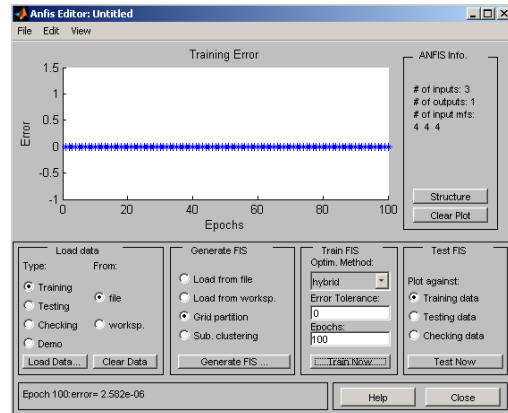 Anfis Editor: Untitled
File Edit View
Training Error
1.5
1
0.5
0
-0.5
-1
Error
0 20 40 60 80 100
Epochs
ANFIS Info.
# of inputs: 3
# of outputs: 1
# of input mfs:
4 4 4
Structure
Clear Plot
Load data
Type: From:
Training
Testing
Checking
Demo
file
worksp.
Load Data... Clear Data
Generate FIS
Load from file
Load from worksp.
Grid partition
Sub. clustering
Generate FIS ...
Train FIS
Optim. Method:
hybrid
Error Tolerance:
0
Epochs:
100
Train Now
Test FIS
Plot against:
Training data
Testing data
Checking data
Test Now
Epoch 100:error= 2.582e-06
Help Close